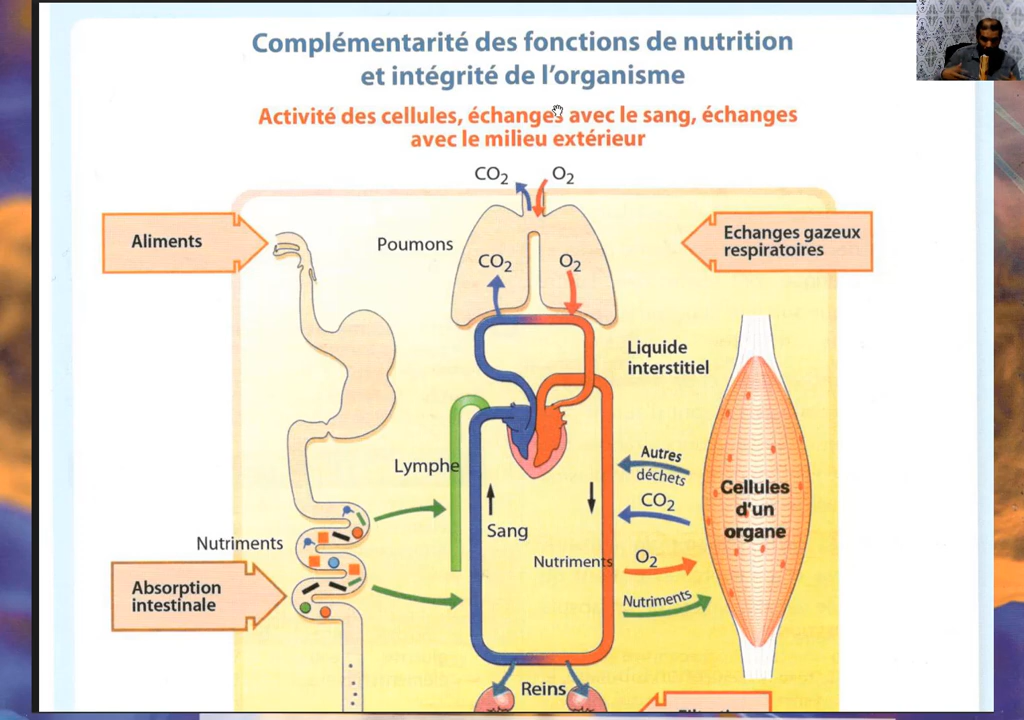 Complémentarité des fonctions de nutrition
et intégrité de l'organisme
Activité des cellules, échanges avec le sang, échanges
avec le milieu extérieur
CO2
O2
Aliments
Poumons
Echanges gazeux
respiratoires
CO2
O2
Liquide
interstitiel
Lymphe
Autres
déchets
CO2
Cellules
d'un
organe
Sang
Nutriments
Nutriments
O2
Nutriments
Absorption
intestinale
Reins